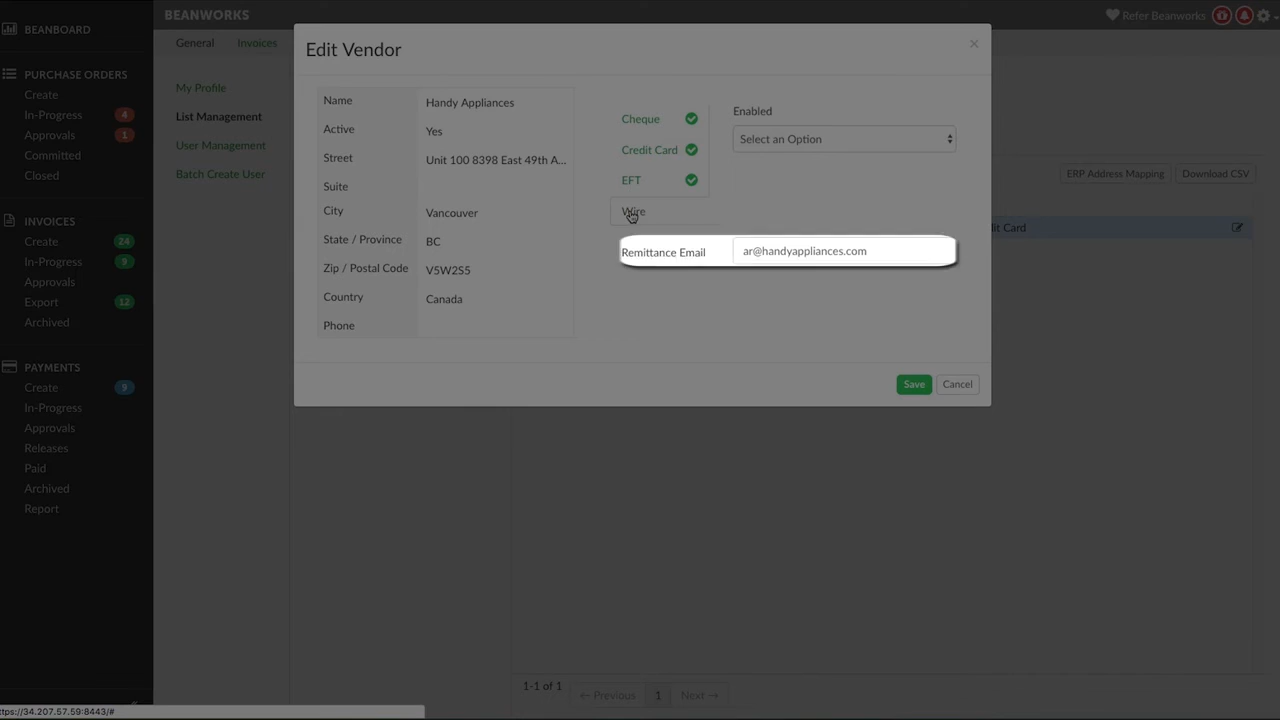 BEANBOARD
PURCHASE ORDERS
Create
In-Progress 4
Approvals 1
Committed
Closed
INVOICES
Create 24
In-Progress 9
Approvals
Export 12
Archived
PAYMENTS
Create 9
In-Progress
Approvals
Releases
Paid
Archived
Report
BEANWORKS
Refer Beanworks
General Invoices
My Profile
List Management
User Management
Batch Create User
ERP Address Mapping Download CSV
dit Card
Edit Vendor
×
Name Handy Appliances
Active Yes
Street Unit 100 8398 East 49th A...
Suite
City Vancouver
State / Province BC
Zip / Postal Code V5W2S5
Country Canada
Phone
Cheque
Credit Card
EFT
Wire
Enabled
Select an Option
Remittance Email ar@handyappliances.com
Save Cancel
1-1 of 1 ← Previous 1 Next →
ttps://34.207.57.59:8443/#